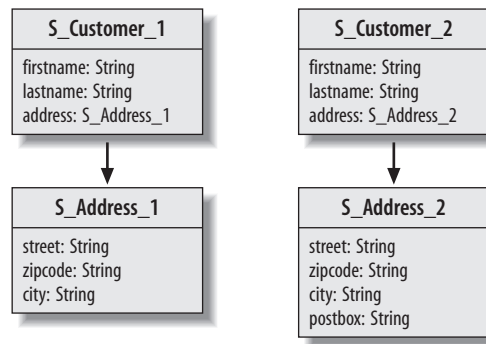 S_Customer_1
firstname: String
lastname: String
address: S_Address_1
S_Address_1
street: String
zipcode: String
city: String
S_Customer_2
firstname: String
lastname: String
address: S_Address_2
S_Address_2
street: String
zipcode: String
city: String
postbox: String